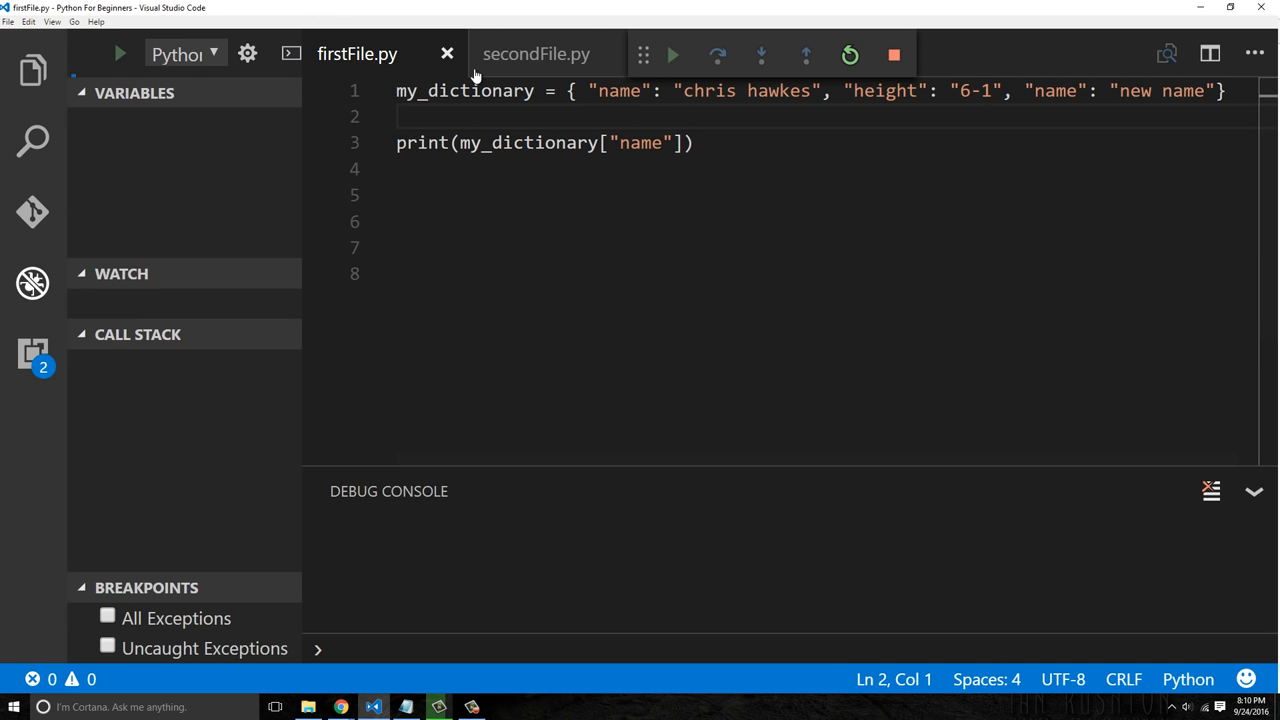 firstFile.py - Python For Beginners - Visual Studio Code
File Edit View Go Help
Python
firstFile.py
secondFile.py
VARIABLES
WATCH
CALL STACK
BREAKPOINTS
All Exceptions
Uncaught Exceptions
2
1 my_dictionary = { "name": "chris hawkes", "height": "6-1", "name": "new name"}
2
3 print(my_dictionary["name"])
4
5
6
7
8
DEBUG CONSOLE
0 0
Ln 2, Col 1 Spaces: 4 UTF-8 CRLF Python
I'm Cortana. Ask me anything.
8:10 PM
9/24/2016